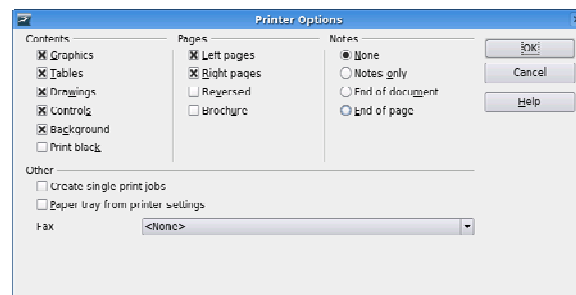 Printer Options
Contents
Graphics
Tables
Drawings
Controls
Background
Print black
Pages
Left pages
Right pages
Reversed
Brochure
Notes
None
Notes only
End of document
End of page
OK
Cancel
Help
Other
Create single print jobs
Paper tray from printer settings
Fax
<None>